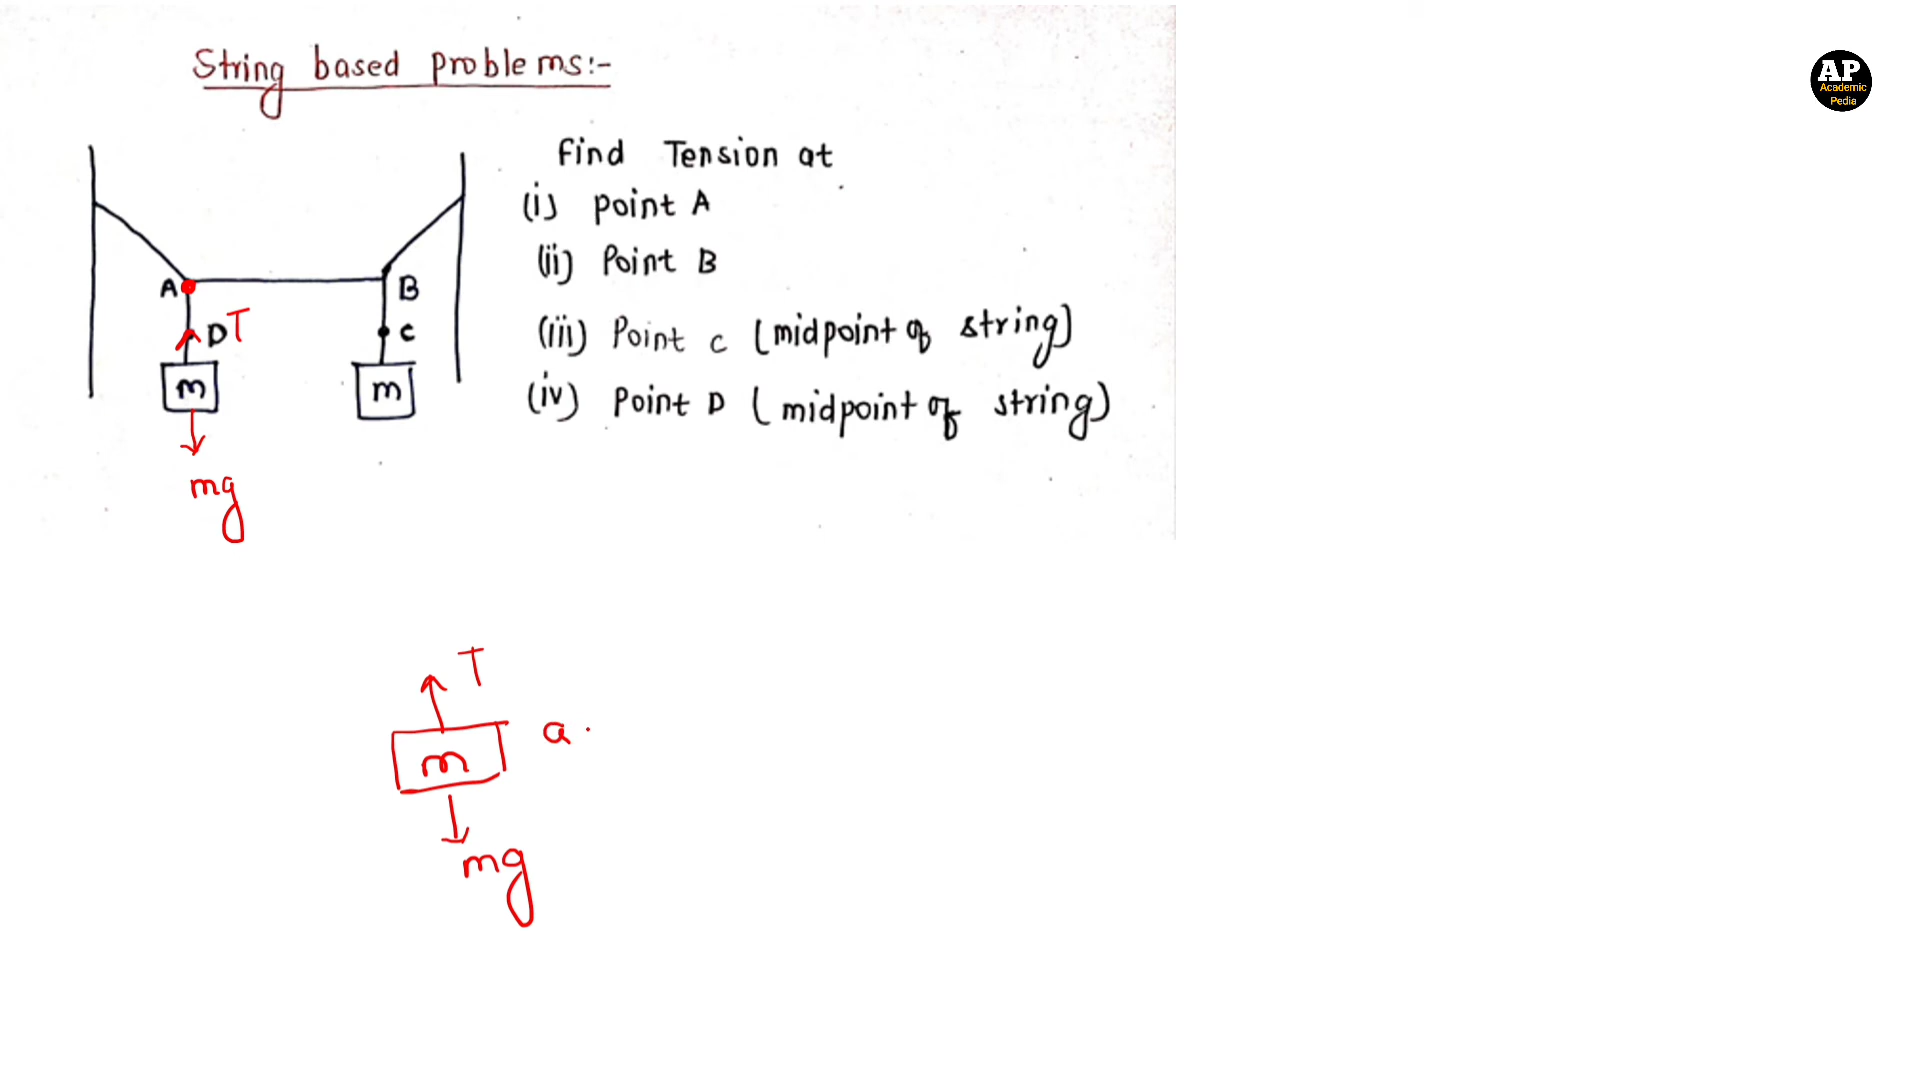 String based problems:-
AP
Academic
Pedia
find Tension at
(i) point A
(ii) Point B
(iii) Point c (midpoint of string)
(iv) Point D (midpoint of string)
A
B
D T
c
m
m
mg
T
a
m
mg